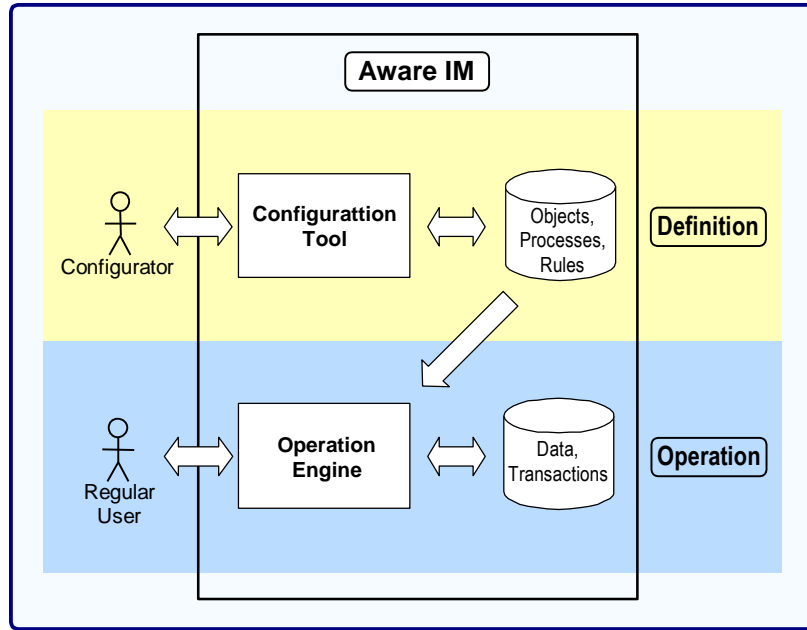 Aware IM
Configurattion
Tool
Objects,
Processes,
Rules
Definition
Configurator
Operation
Engine
Data,
Transactions
Operation
Regular
User